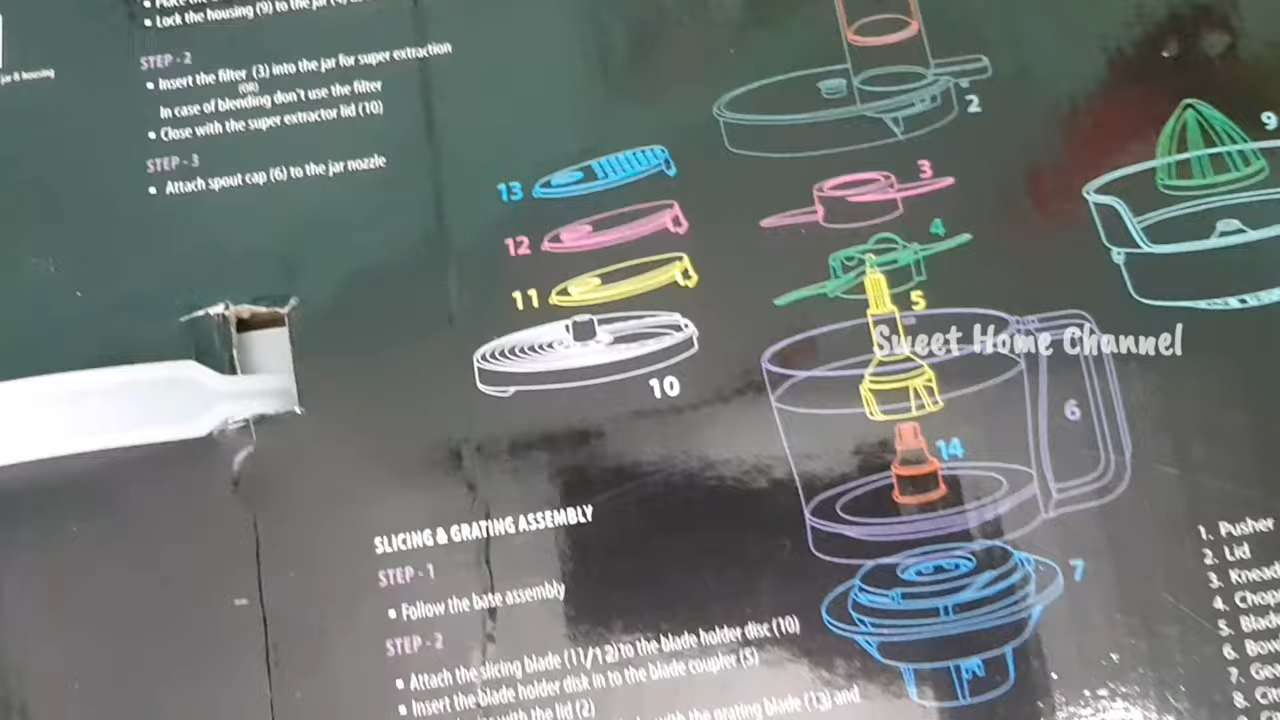 • Lock the housing (9) to the jar
jar & housing
STEP - 2
• Insert the filter (3) into the jar for super extraction
(OR)
In case of blending don't use the filter
• Close with the super extractor lid (10)
STEP - 3
• Attach spout cap (6) to the jar nozzle
2
9
13
3
12
4
11
5
Sweet Home Channel
10
6
14
7
SLICING & GRATING ASSEMBLY
STEP - 1
• Follow the bate assembly
STEP - 2
• Attach the slicing blade (11/12) to the blade holder disc (10)
• Insert the blade holder disk in to the blade coupler (5)
with the lid (2)
with the grating blade (13) and
1. Pusher
2. Lid
3. Knead
4. Chop
5. Blade
6. Bow
7. Gea
8. Cit